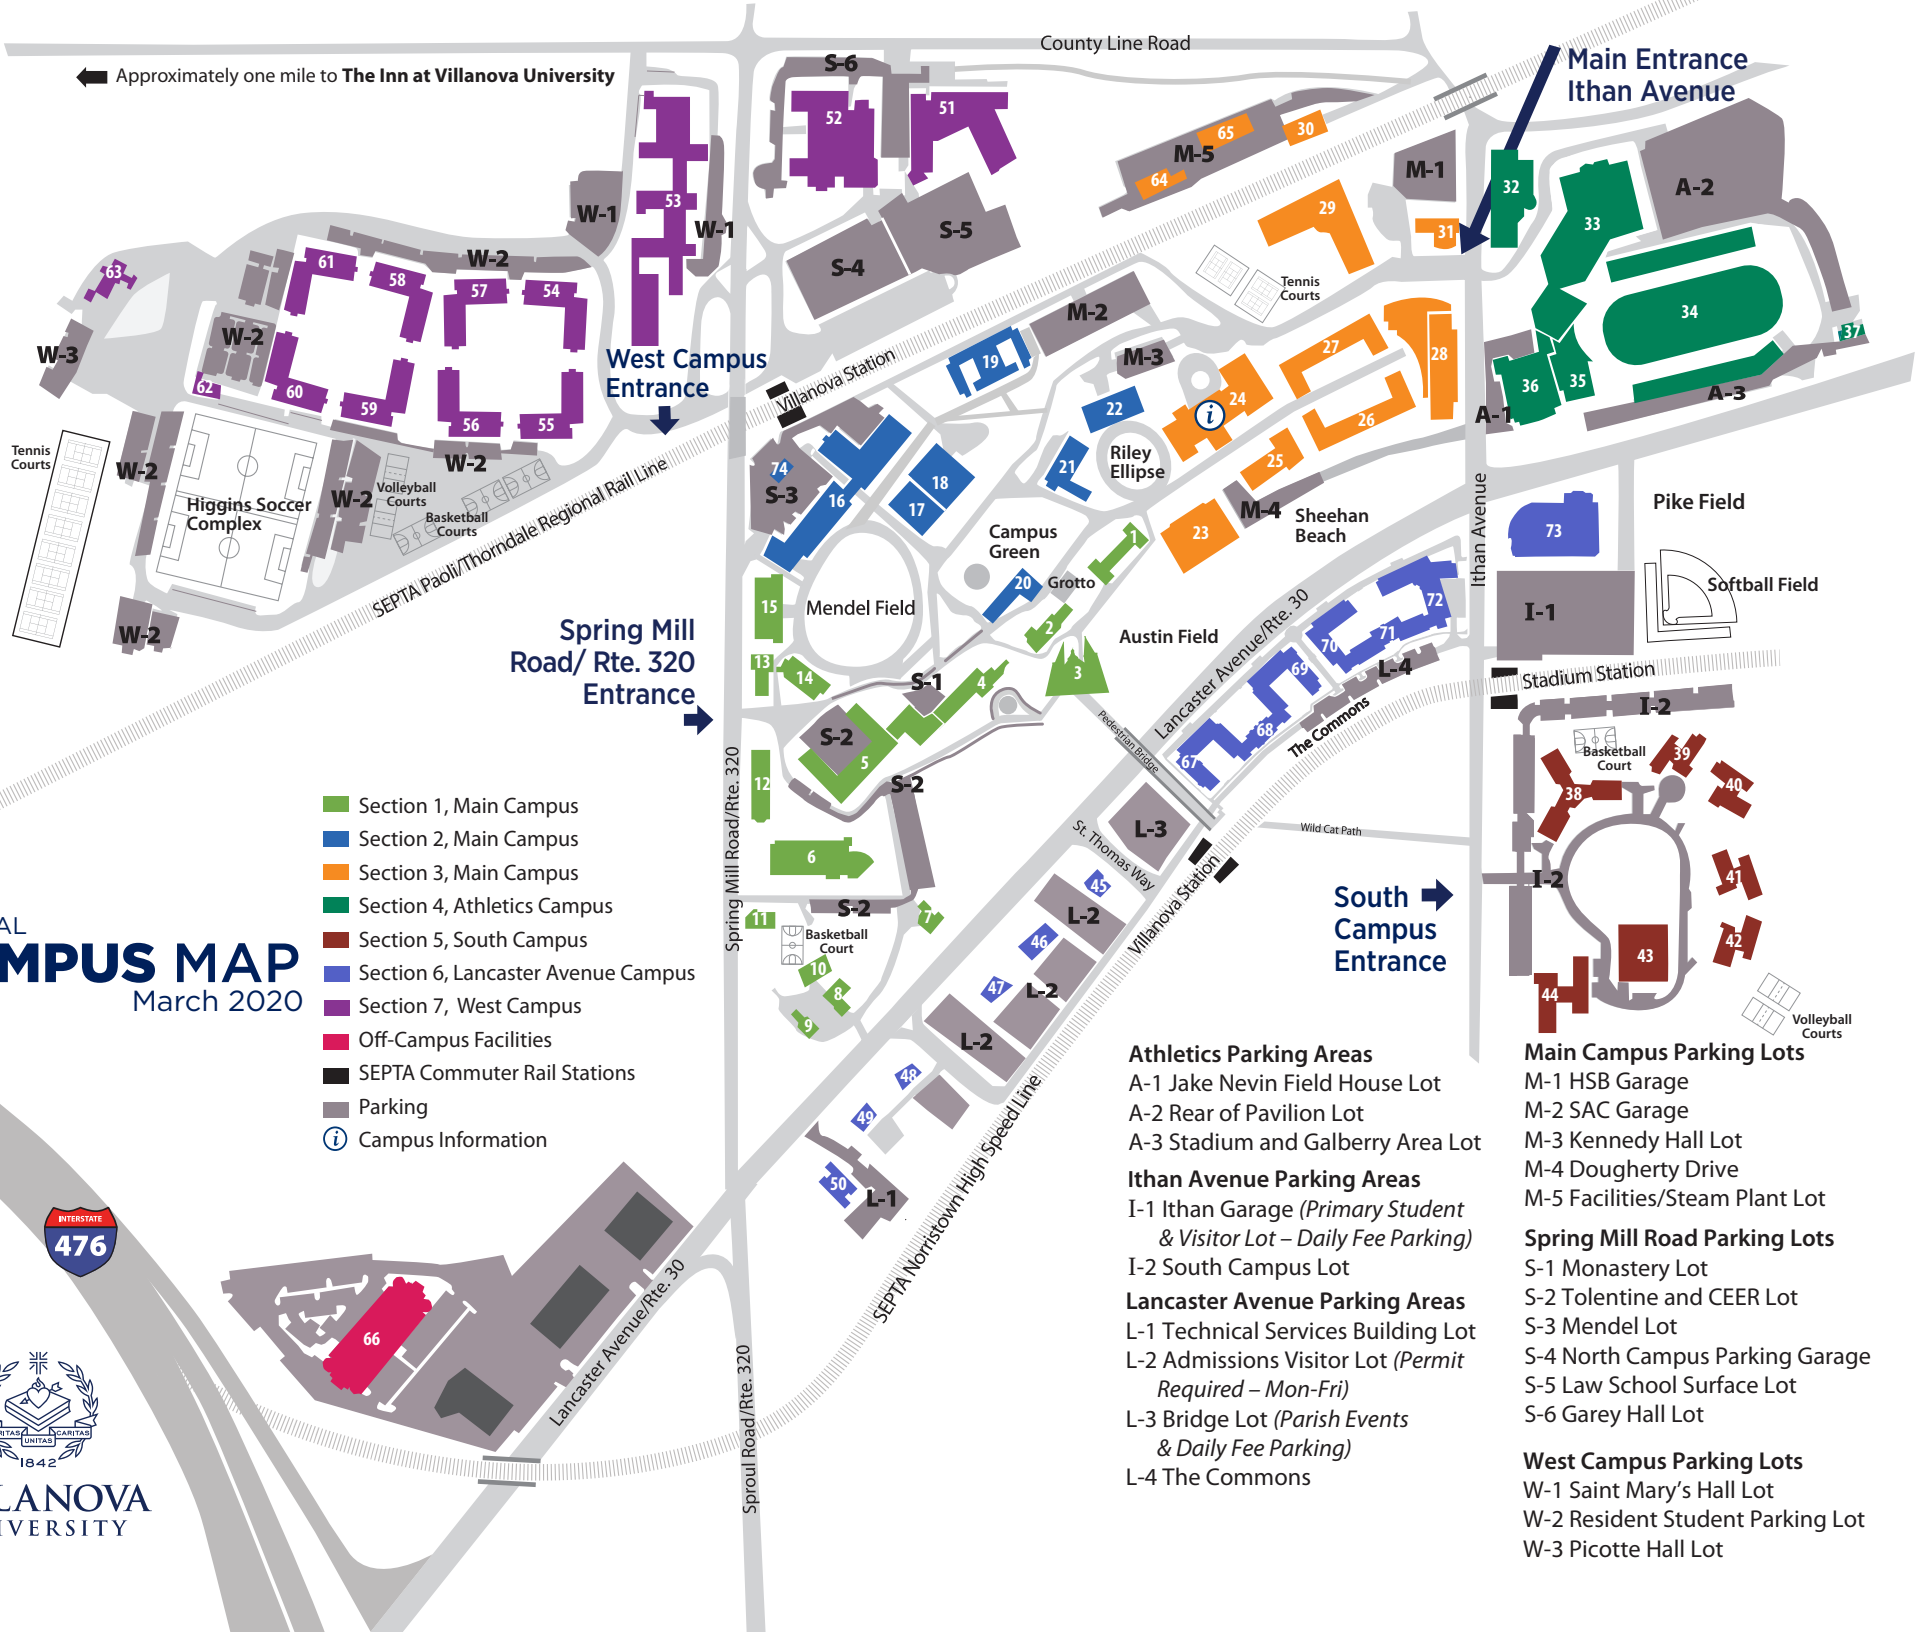 County Line Road
Approximately one mile to The Inn at Villanova University
Main Entrance
Ithan Avenue
S-6
52
51
65
30
M-5
64
M-1
32
A-2
33
W-1
53
W-1
S-5
S-4
29
31
Tennis
Courts
34
37
63
61
58
W-2
57
54
W-3
W-2
62
60
59
56
55
W-2
West Campus
Entrance
Villanova Station
19
M-2
M-3
22
24
i
27
28
26
25
36
35
A-1
A-3
Tennis
Courts
W-2
Higgins Soccer
Complex
W-2
Volleyball
Courts
Basketball
Courts
W-2
SEPTA Paoli/Thorndale Regional Rail Line
74
S-3
16
18
17
21
Riley
Ellipse
M-4
Sheehan
Beach
23
Campus
Green
1
20
Grotto
2
3
Austin Field
Ithan Avenue
73
Pike Field
I-1
Softball Field
Stadium Station
15
Mendel Field
13
14
S-1
4
S-2
5
S-2
12
6
Spring Mill
Road/ Rte. 320
Entrance
Spring Mill Road/Rte. 320
Lancaster Avenue/Rte. 30
Pedestrian Bridge
72
71
70
69
68
67
L-4
The Commons
L-3
St. Thomas Way
Wild Cat Path
Villanova Station
I-2
Basketball
Court
38
39
40
41
42
43
44
I-2
Volleyball
Courts
South
Campus
Entrance
11
S-2
7
Basketball
Court
10
8
9
45
L-2
46
L-2
47
L-2
48
49
50
L-1
SEPTA Norristown High Speed Line
AL
MPUS MAP
March 2020
Section 1, Main Campus
Section 2, Main Campus
Section 3, Main Campus
Section 4, Athletics Campus
Section 5, South Campus
Section 6, Lancaster Avenue Campus
Section 7, West Campus
Off-Campus Facilities
SEPTA Commuter Rail Stations
Parking
i Campus Information
INTERSTATE
476
66
Lancaster Avenue/Rte. 30
Sproul Road/Rte. 320
RITAS UNITAS CARITAS
1842
LANOVA
IVERSITY
Athletics Parking Areas
A-1 Jake Nevin Field House Lot
A-2 Rear of Pavilion Lot
A-3 Stadium and Galberry Area Lot
Ithan Avenue Parking Areas
I-1 Ithan Garage (Primary Student
& Visitor Lot – Daily Fee Parking)
I-2 South Campus Lot
Lancaster Avenue Parking Areas
L-1 Technical Services Building Lot
L-2 Admissions Visitor Lot (Permit
Required – Mon-Fri)
L-3 Bridge Lot (Parish Events
& Daily Fee Parking)
L-4 The Commons
Main Campus Parking Lots
M-1 HSB Garage
M-2 SAC Garage
M-3 Kennedy Hall Lot
M-4 Dougherty Drive
M-5 Facilities/Steam Plant Lot
Spring Mill Road Parking Lots
S-1 Monastery Lot
S-2 Tolentine and CEER Lot
S-3 Mendel Lot
S-4 North Campus Parking Garage
S-5 Law School Surface Lot
S-6 Garey Hall Lot
West Campus Parking Lots
W-1 Saint Mary's Hall Lot
W-2 Resident Student Parking Lot
W-3 Picotte Hall Lot